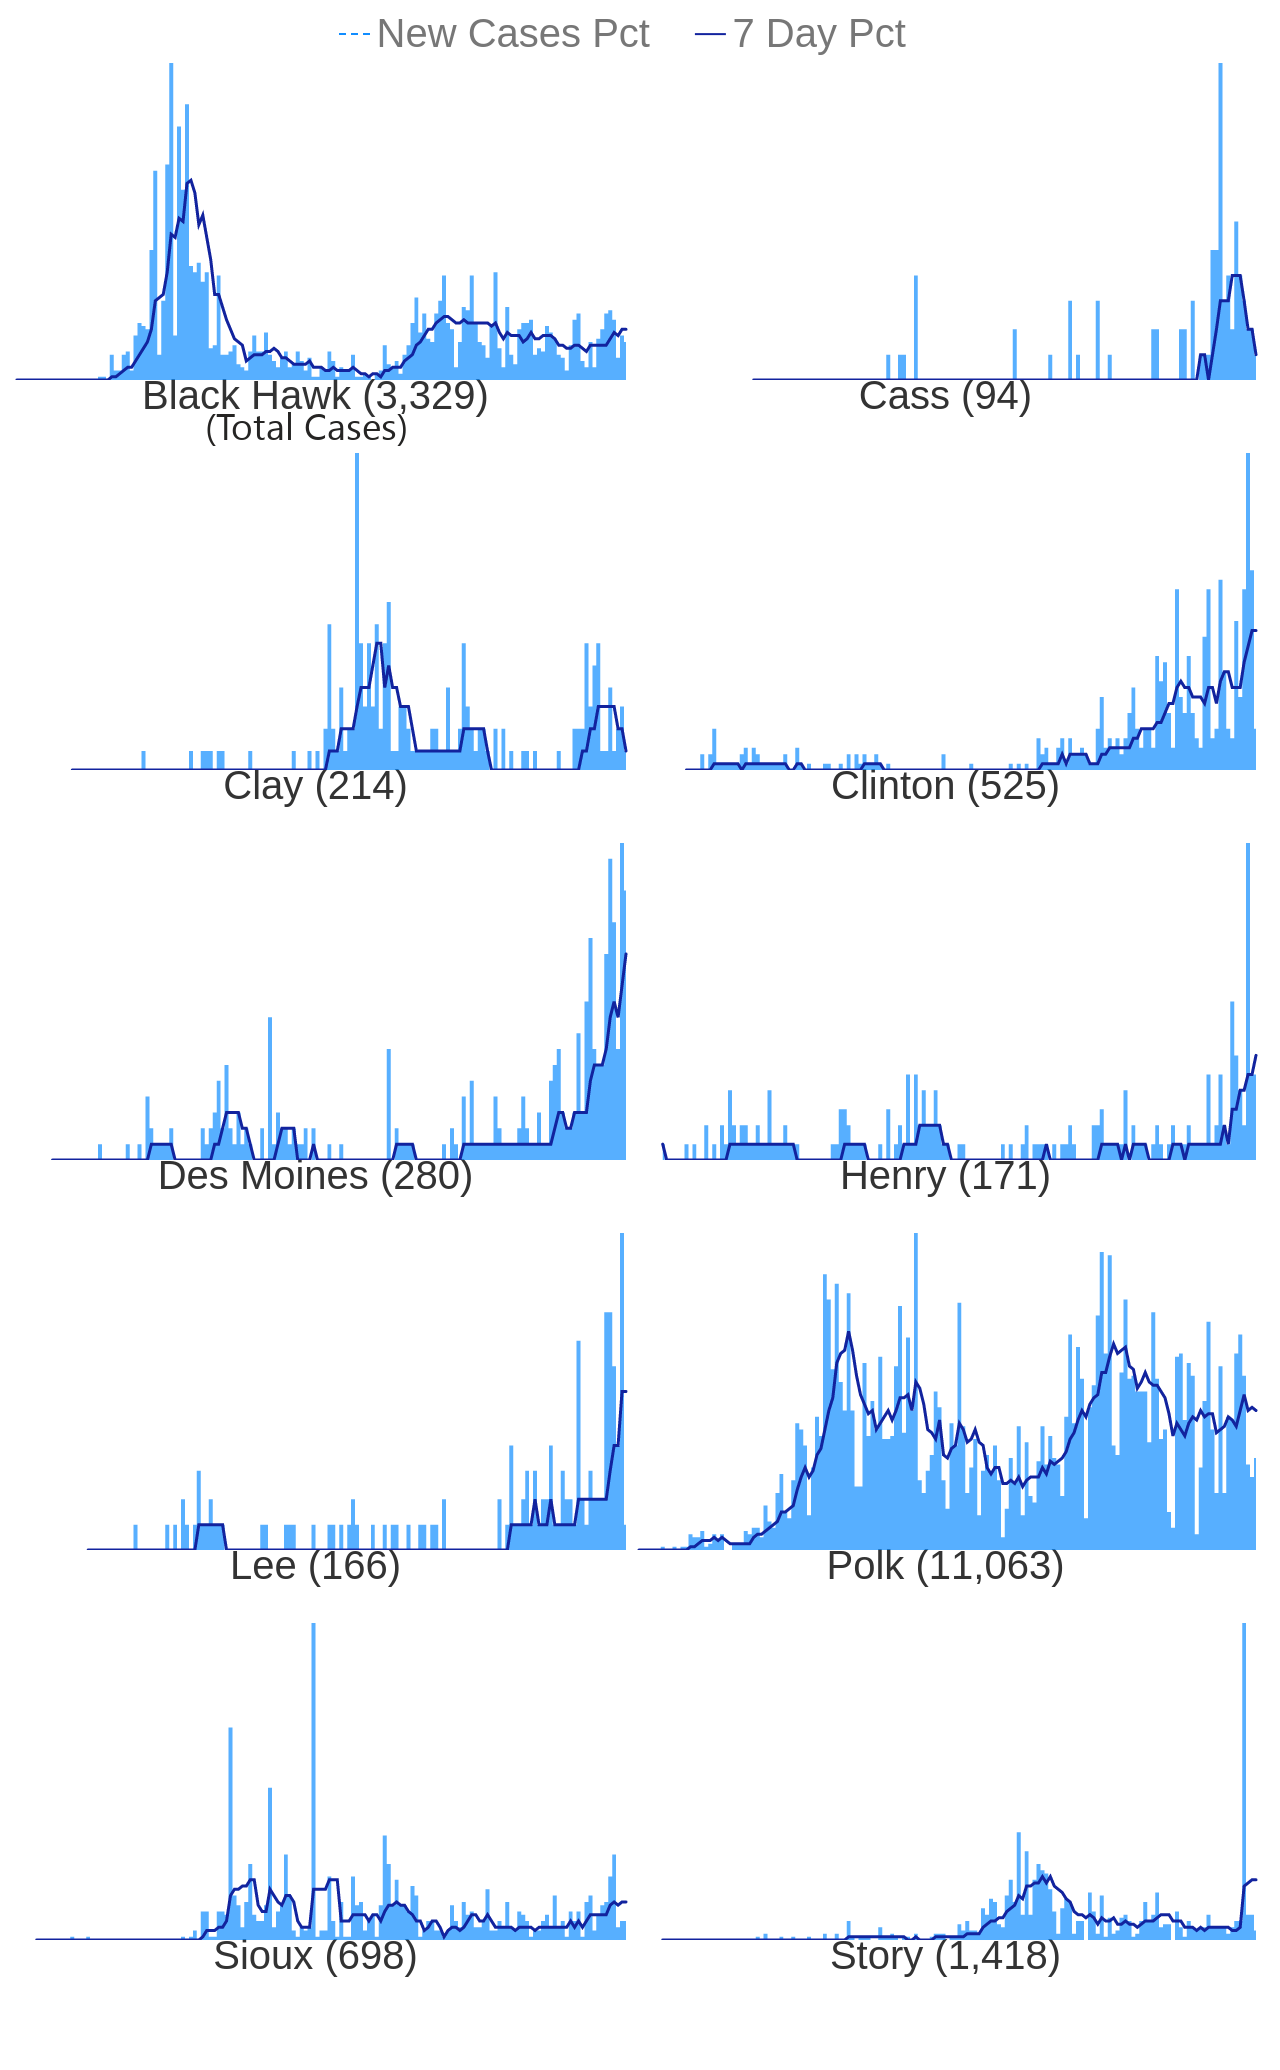 New Cases Pct 7 Day Pct
Black Hawk (3,329) Cass (94)
(Total Cases)
Clay (214) Clinton (525)
Des Moines (280) Henry (171)
Lee (166) Polk (11,063)
Sioux (698) Story (1,418)